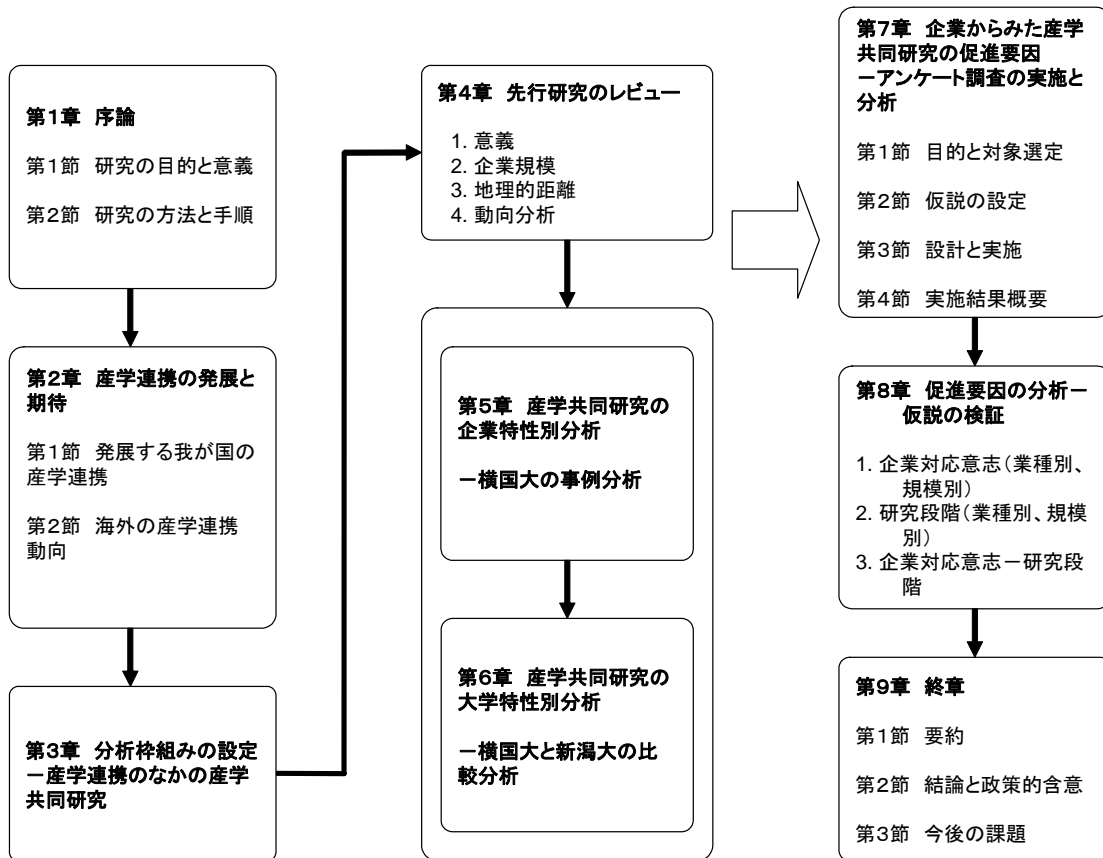 第1章 序論
第1節 研究の目的と意義
第2節 研究の方法と手順
第2章 産学連携の発展と
期待
第1節 発展する我が国の
産学連携
第2節 海外の産学連携
動向
第3章 分析枠組みの設定
－産学連携のなかの産学
共同研究
第4章 先行研究のレビュー
1. 意義
2. 企業規模
3. 地理的距離
4. 動向分析
第5章 産学共同研究の
企業特性別分析
－横国大の事例分析
第6章 産学共同研究の
大学特性別分析
－横国大と新潟大の比
較分析
第7章 企業からみた産学
共同研究の促進要因
－アンケート調査の実施と
分析
第1節 目的と対象選定
第2節 仮説の設定
第3節 設計と実施
第4節 実施結果概要
第8章 促進要因の分析－
仮説の検証
1. 企業対応意志（業種別、
規模別）
2. 研究段階（業種別、規模
別）
3. 企業対応意志－研究段
階
第9章 終章
第1節 要約
第2節 結論と政策的含意
第3節 今後の課題